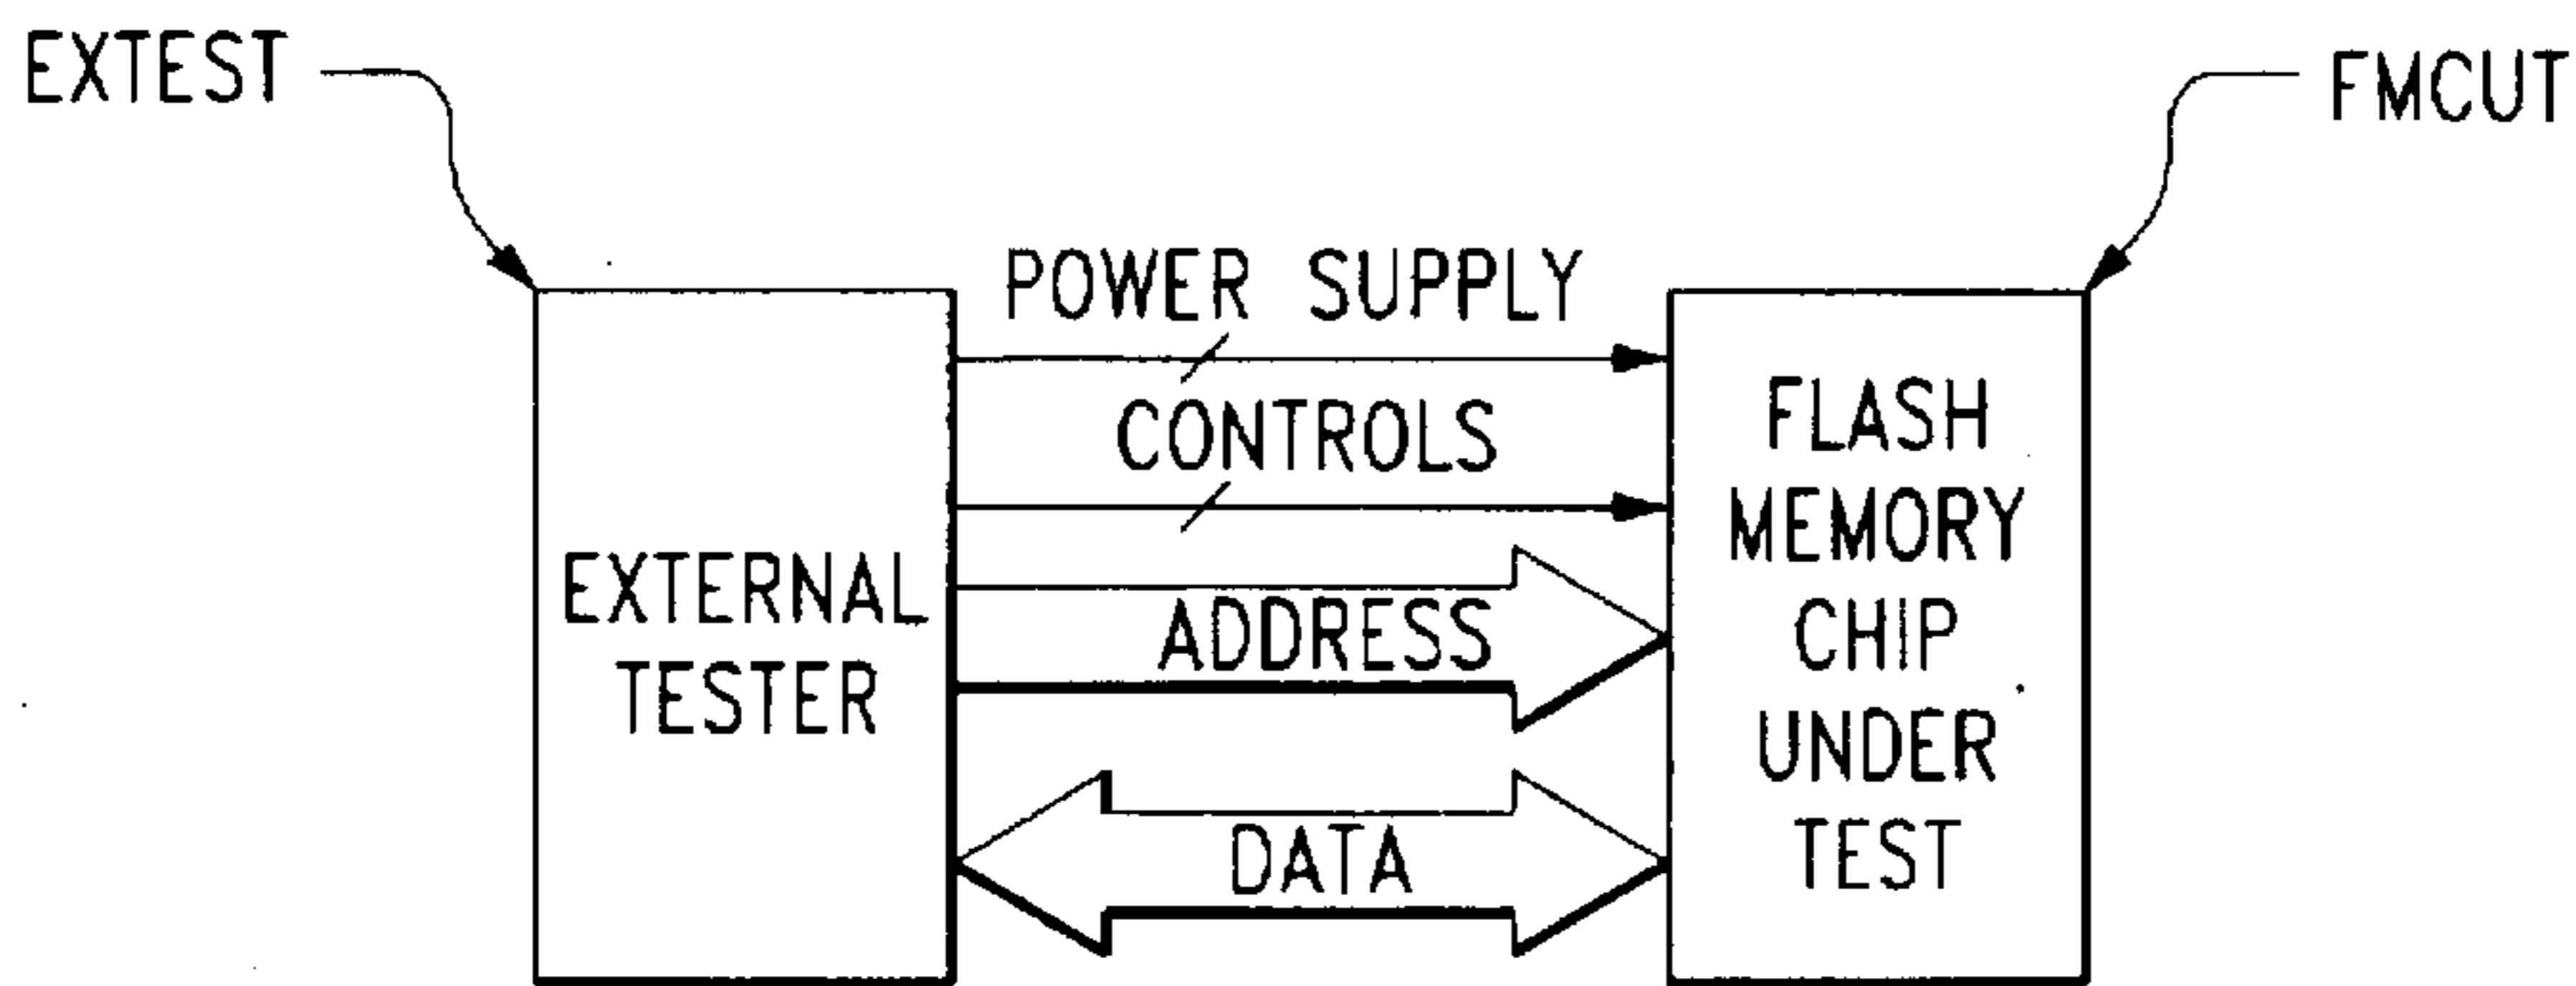 EXTEST
FMCUT
POWER SUPPLY
CONTROLS
ADDRESS
DATA
EXTERNAL
TESTER
FLASH
MEMORY
CHIP
UNDER
TEST